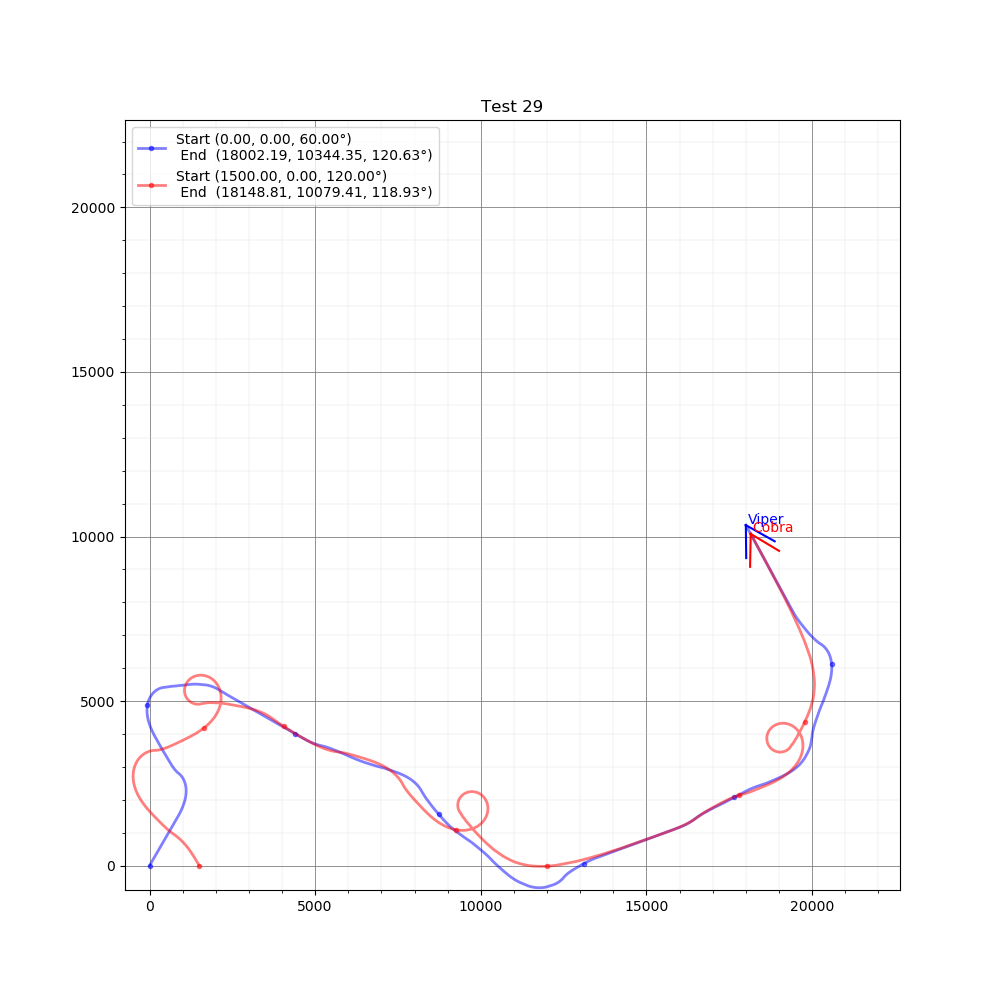 Test 29
Start (0.00, 0.00, 60.00°)
End (18002.19, 10344.35, 120.63°)
Start (1500.00, 0.00, 120.00°)
End (18148.81, 10079.41, 118.93°)
20000
15000
10000
5000
0
Viper
Cobra
0
5000
10000
15000
20000